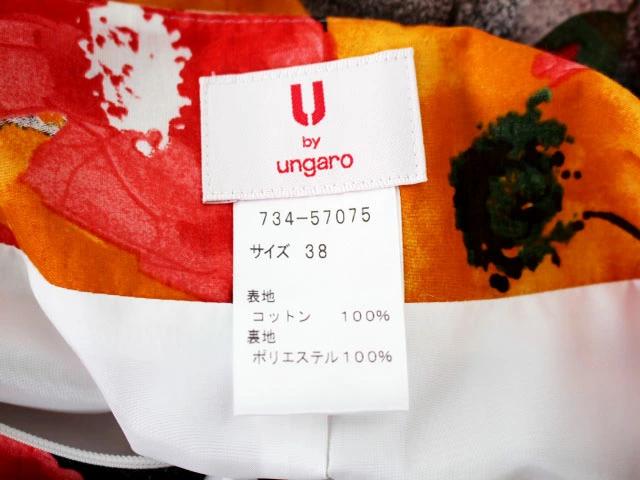 U
by
ungaro
734-57075
サイズ 38
表地
コットン 100%
裏地
ポリエステル100%